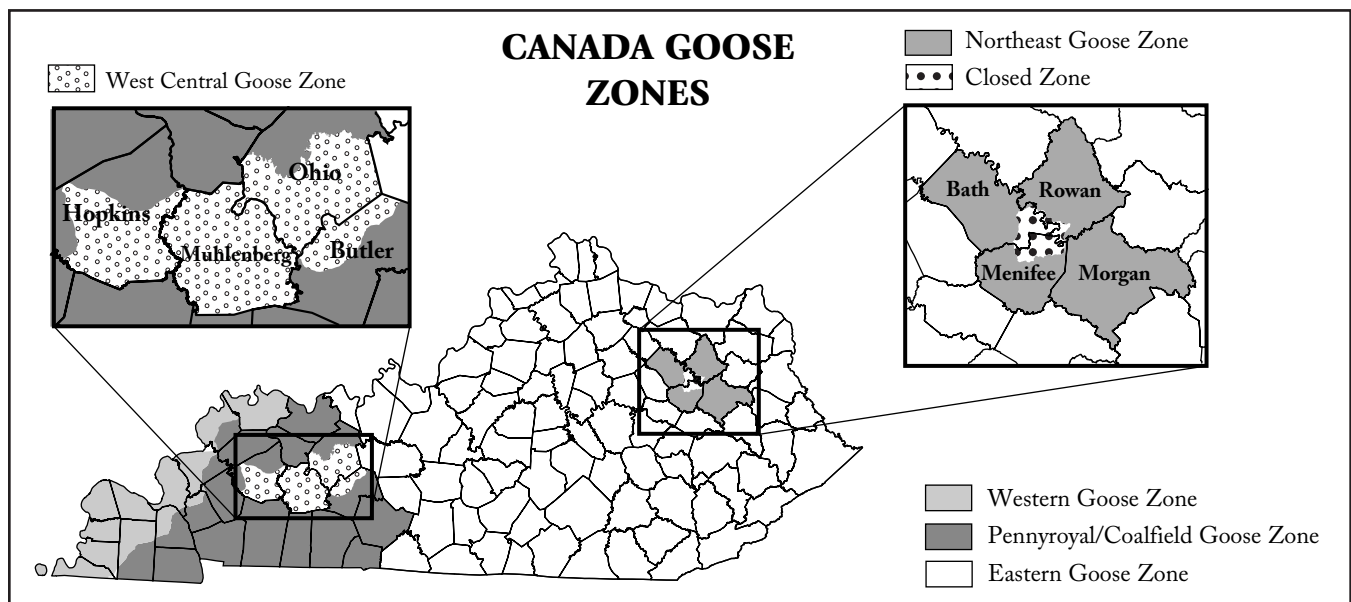 CANADA GOOSE
ZONES
West Central Goose Zone
Ohio
Hopkins
Muhlenberg
Butler
Northeast Goose Zone
Closed Zone
Bath
Rowan
Menifee
Morgan
Western Goose Zone
Pennyroyal/Coalfield Goose Zone
Eastern Goose Zone